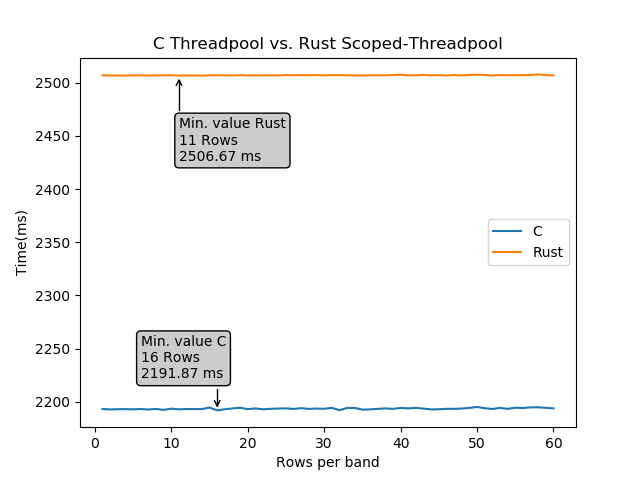 C Threadpool vs. Rust Scoped-Threadpool
2500
2450
2400
2350
2300
2250
2200
Time(ms)
Min. value Rust
11 Rows
2506.67 ms
C
Rust
Min. value C
16 Rows
2191.87 ms
0 10 20 30 40 50 60
Rows per band